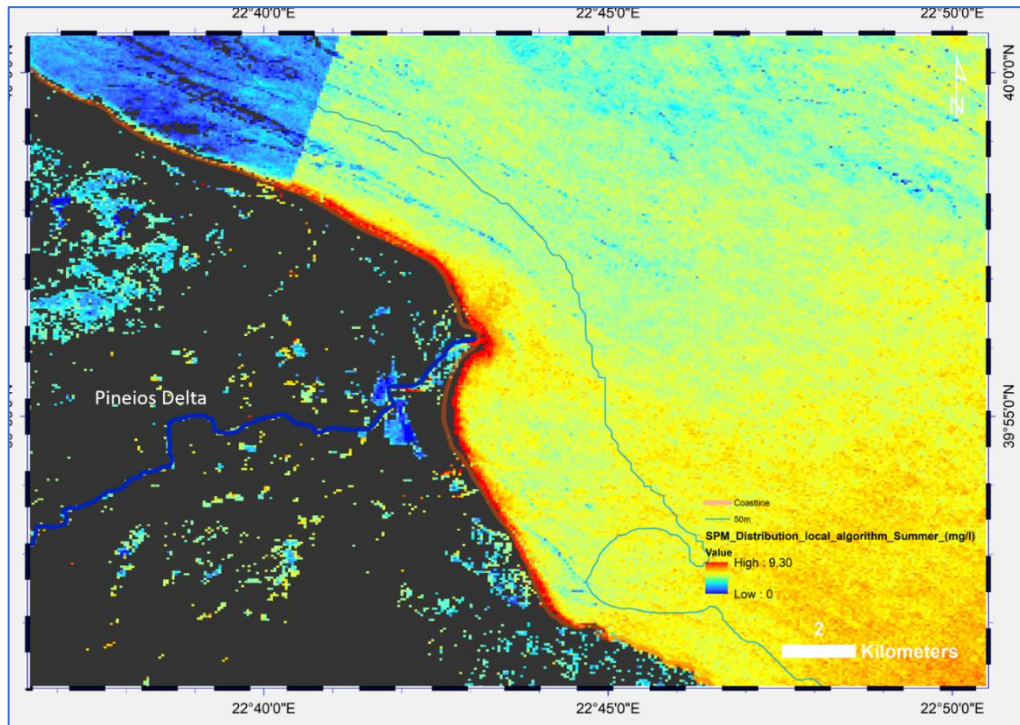 22°40'0"E 22°45'0"E 22°50'0"E
40°0'0"N
N
Pineios Delta
39°55'0"N
Coastline
50m
SPM_Distribution_local_algorithm_Summer_(mg/l)
Value
High : 9.30
Low : 0
2
Kilometers
22°40'0"E 22°45'0"E 22°50'0"E